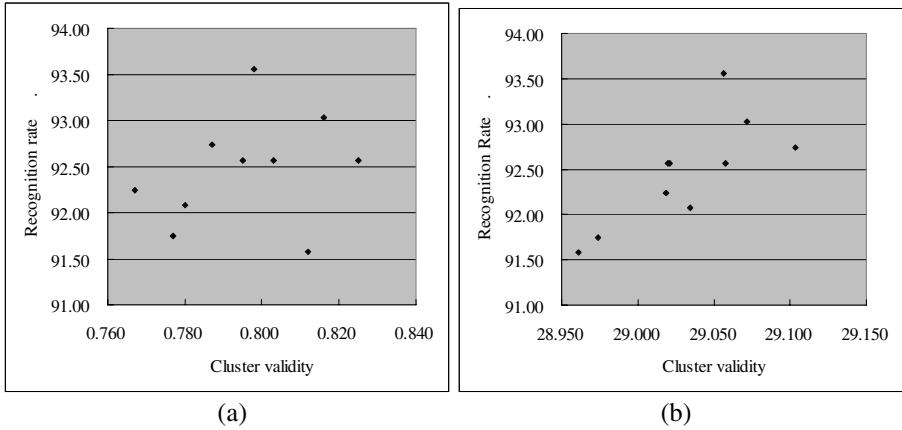 94.00
93.50
93.00
92.50
92.00
91.50
91.00
Recognition rate .
0.760 0.780 0.800 0.820 0.840
Cluster validity
(a)
94.00
93.50
93.00
92.50
92.00
91.50
91.00
Recognition Rate .
28.950 29.000 29.050 29.100 29.150
Cluster validity
(b)